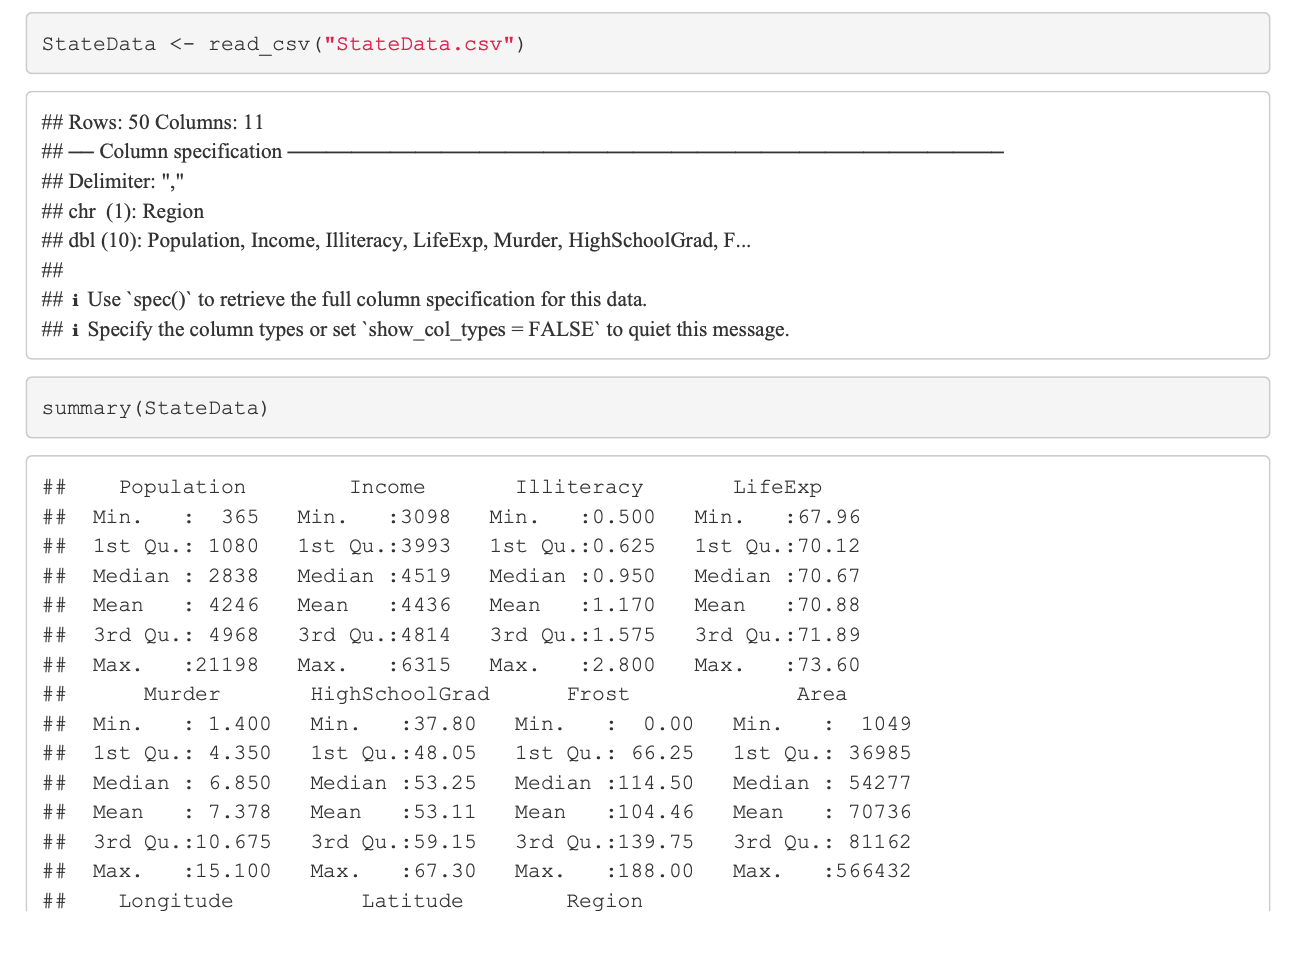 StateData <- read_csv("StateData.csv")
## Rows: 50 Columns: 11
## ── Column specification ────────────────────────────────────────────────────────
## Delimiter: ","
## chr  (1): Region
## dbl (10): Population, Income, Illiteracy, LifeExp, Murder, HighSchoolGrad, F...
##
## ℹ Use `spec()` to retrieve the full column specification for this data.
## ℹ Specify the column types or set `show_col_types = FALSE` to quiet this message.
summary(StateData)
##    Population        Income       Illiteracy       LifeExp
##  Min.   :  365   Min.   :3098   Min.   :0.500   Min.   :67.96
##  1st Qu.: 1080   1st Qu.:3993   1st Qu.:0.625   1st Qu.:70.12
##  Median : 2838   Median :4519   Median :0.950   Median :70.67
##  Mean   : 4246   Mean   :4436   Mean   :1.170   Mean   :70.88
##  3rd Qu.: 4968   3rd Qu.:4814   3rd Qu.:1.575   3rd Qu.:71.89
##  Max.   :21198   Max.   :6315   Max.   :2.800   Max.   :73.60
##      Murder       HighSchoolGrad      Frost             Area
##  Min.   : 1.400   Min.   :37.80   Min.   :  0.00   Min.   :  1049
##  1st Qu.: 4.350   1st Qu.:48.05   1st Qu.: 66.25   1st Qu.: 36985
##  Median : 6.850   Median :53.25   Median :114.50   Median : 54277
##  Mean   : 7.378   Mean   :53.11   Mean   :104.46   Mean   : 70736
##  3rd Qu.:10.675   3rd Qu.:59.15   3rd Qu.:139.75   3rd Qu.: 81162
##  Max.   :15.100   Max.   :67.30   Max.   :188.00   Max.   :566432
##    Longitude          Latitude        Region